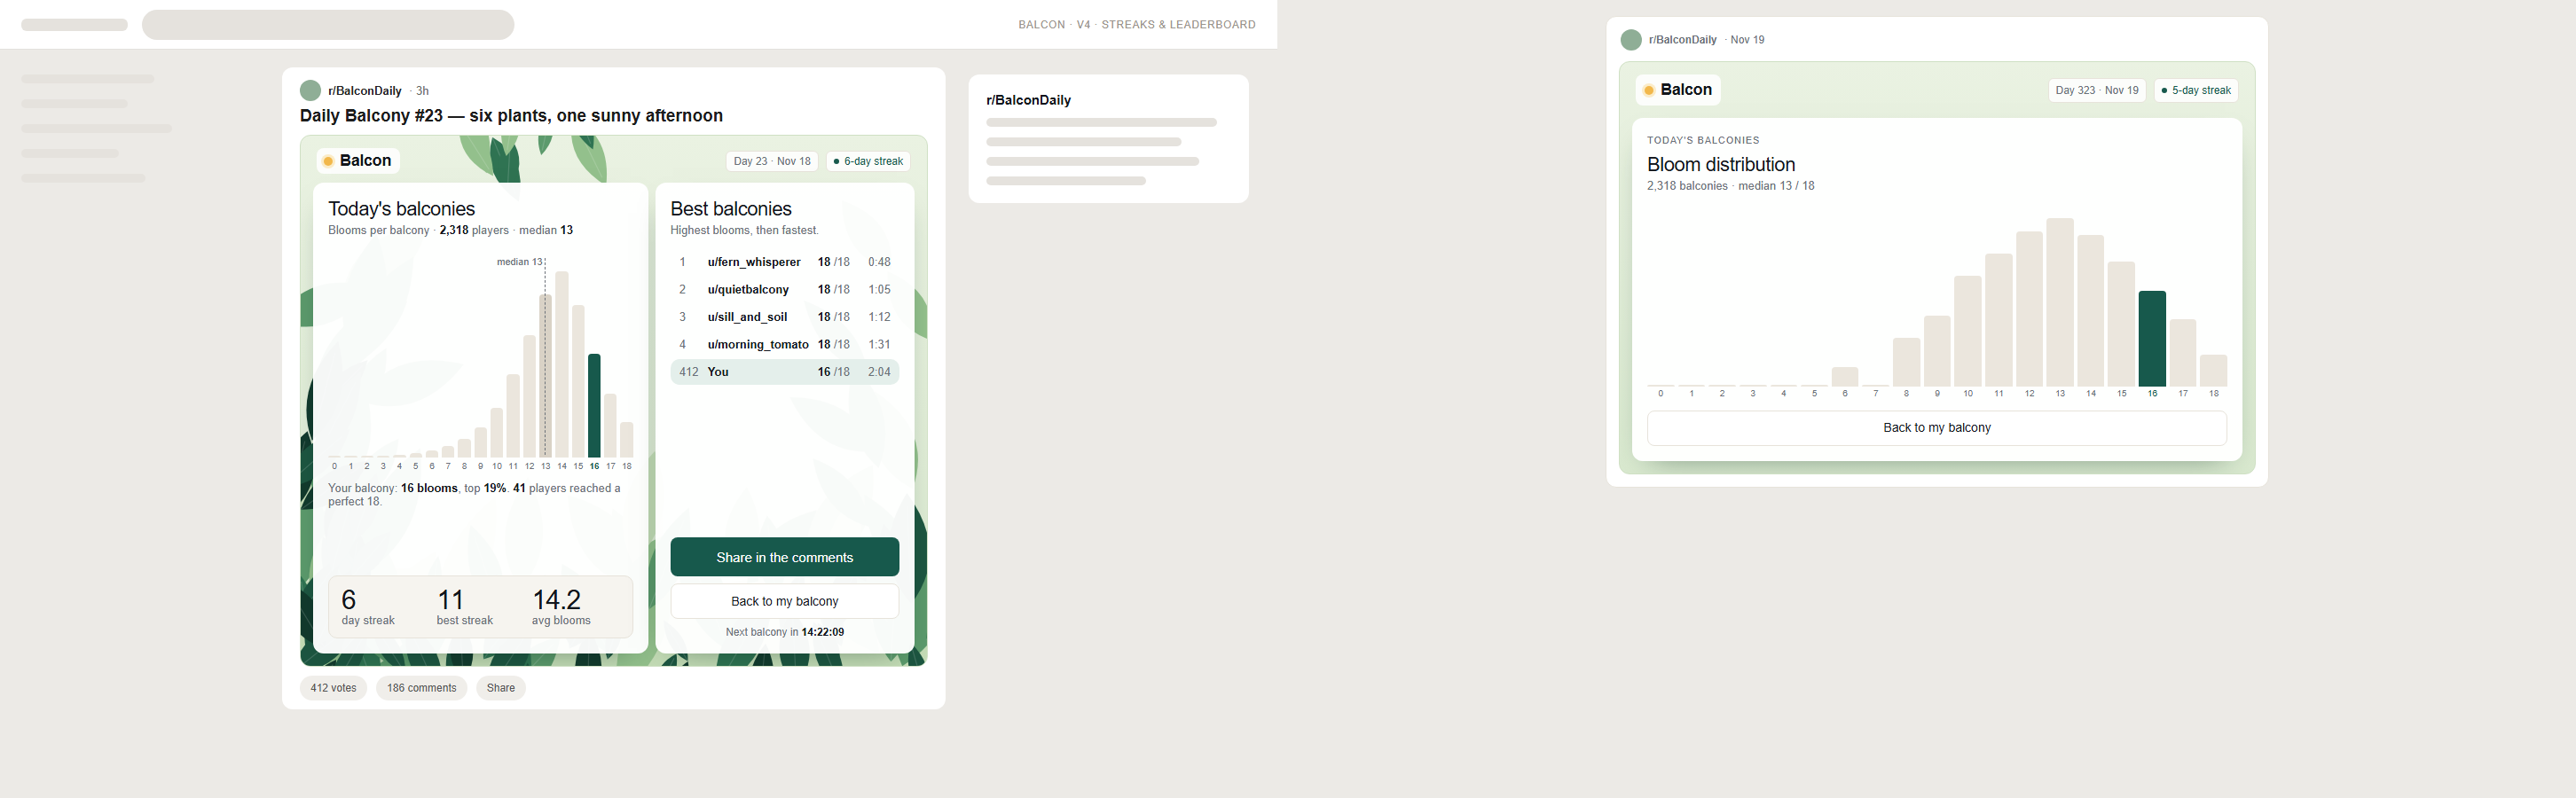 BALCON · V4 · STREAKS & LEADERBOARD
r/BalconDaily · 3h
Daily Balcony #23 — six plants, one sunny afternoon
Balcon
Day 23 · Nov 18
6-day streak
Today's balconies
Blooms per balcony · 2,318 players · median 13
median 13
0 1 2 3 4 5 6 7 8 9 10 11 12 13 14 15 16 17 18
Your balcony: 16 blooms, top 19%. 41 players reached a
perfect 18.
6 11 14.2
day streak best streak avg blooms
Best balconies
Highest blooms, then fastest.
1 u/fern_whisperer 18 /18 0:48
2 u/quietbalcony 18 /18 1:05
3 u/sill_and_soil 18 /18 1:12
4 u/morning_tomato 18 /18 1:31
412 You 16 /18 2:04
Share in the comments
Back to my balcony
Next balcony in 14:22:09
412 votes
186 comments
Share
r/BalconDaily
r/BalconDaily · Nov 19
Balcon
Day 323 · Nov 19
5-day streak
TODAY'S BALCONIES
Bloom distribution
2,318 balconies · median 13 / 18
0 1 2 3 4 5 6 7 8 9 10 11 12 13 14 15 16 17 18
Back to my balcony